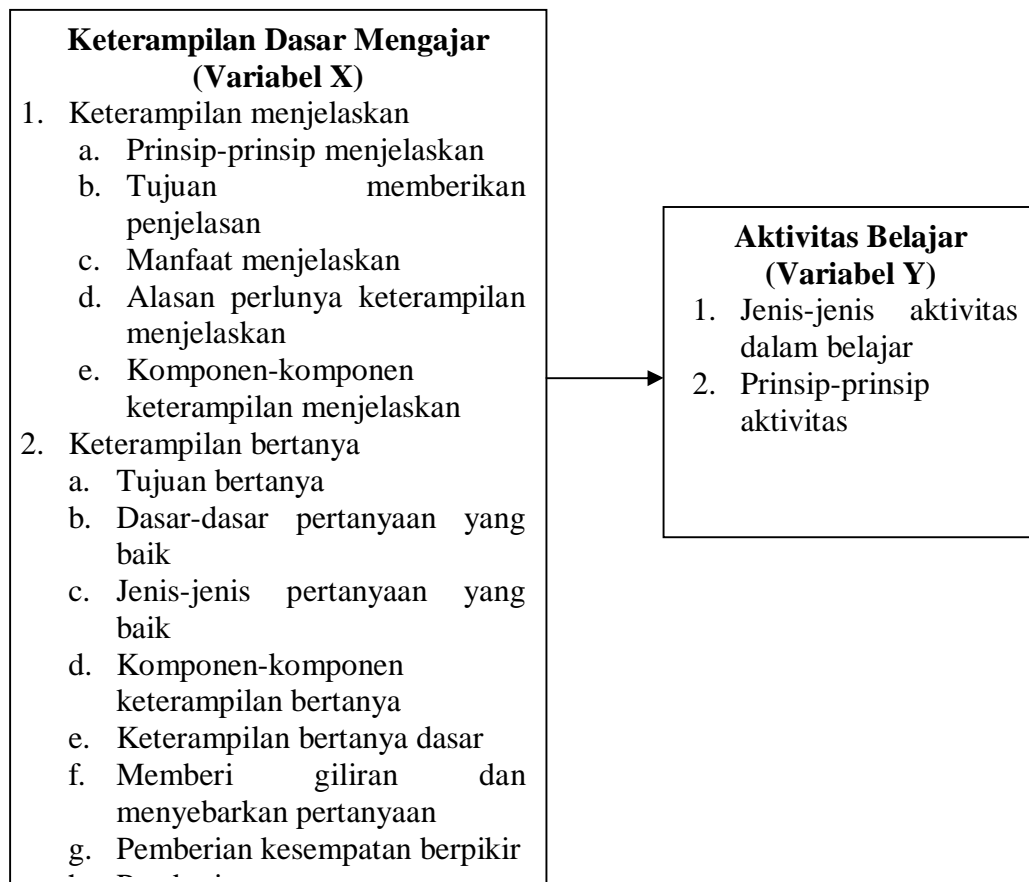 Keterampilan Dasar Mengajar
(Variabel X)
1. Keterampilan menjelaskan
a. Prinsip-prinsip menjelaskan
b. Tujuan memberikan
penjelasan
c. Manfaat menjelaskan
d. Alasan perlunya keterampilan
menjelaskan
e. Komponen-komponen
keterampilan menjelaskan
2. Keterampilan bertanya
a. Tujuan bertanya
b. Dasar-dasar pertanyaan yang
baik
c. Jenis-jenis pertanyaan yang
baik
d. Komponen-komponen
keterampilan bertanya
e. Keterampilan bertanya dasar
f. Memberi giliran dan
menyebarkan pertanyaan
g. Pemberian kesempatan berpikir
Aktivitas Belajar
(Variabel Y)
1. Jenis-jenis aktivitas
dalam belajar
2. Prinsip-prinsip
aktivitas